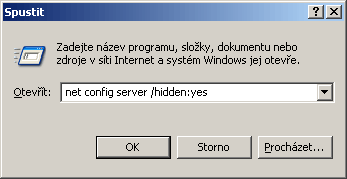 Spustit
Zadejte název programu, složky, dokumentu nebo
zdroje v síti Internet a systém Windows jej otevře.
Otevřít: net config server /hidden:yes
OK Storno Procházet...